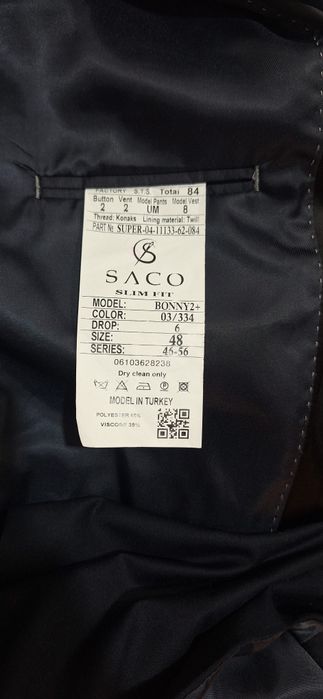 FACTORY S.T.S. Total 84
Button Vent Model Pants Model Vest
2 2 UM 8
Thread: Konaks Lining material: Twill
PART № SUPER-04-11133-62-084
SACO
SLIM FIT
MODEL: BONNY2+
COLOR: 03/334
DROP: 6
SIZE: 48
SERIES: 46-56
06103628238
Dry clean only
MADE IN TURKEY
POLYESTER 65%
VISCOSE 35%